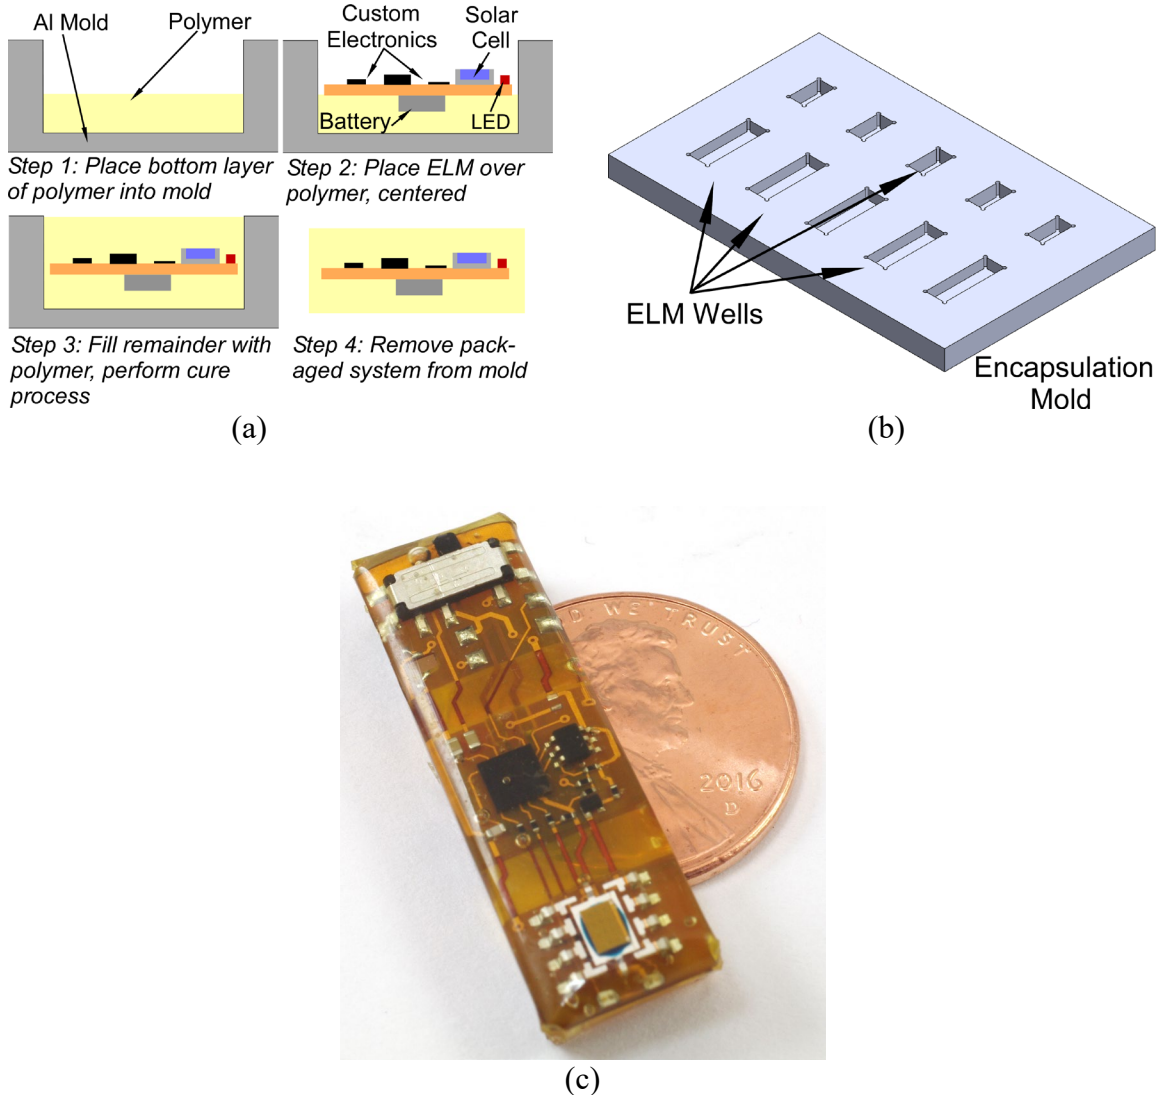 Al Mold
Polymer
Custom
Electronics
Solar
Cell
Battery
LED
Step 1: Place bottom layer
of polymer into mold
Step 2: Place ELM over
polymer, centered
Step 3: Fill remainder with
polymer, perform cure
process
Step 4: Remove pack-
aged system from mold
(a)
ELM Wells
Encapsulation
Mold
(b)
D WE TRUST
2016
D
(c)